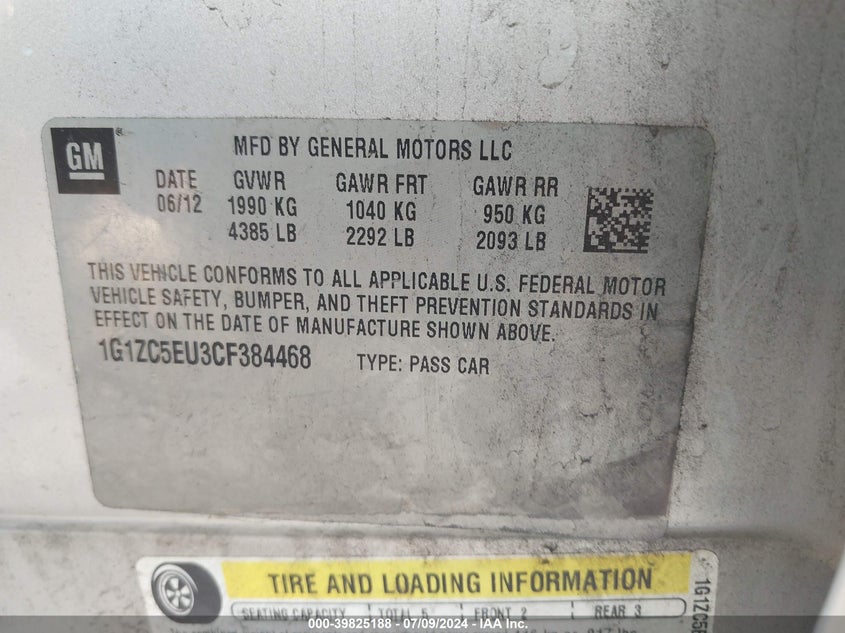 GM
MFD BY GENERAL MOTORS LLC
DATE GVWR GAWR FRT GAWR RR
06/12 1990 KG 1040 KG 950 KG
4385 LB 2292 LB 2093 LB
THIS VEHICLE CONFORMS TO ALL APPLICABLE U.S. FEDERAL MOTOR
VEHICLE SAFETY, BUMPER, AND THEFT PREVENTION STANDARDS IN
EFFECT ON THE DATE OF MANUFACTURE SHOWN ABOVE.
1G1ZC5EU3CF384468 TYPE: PASS CAR
TIRE AND LOADING INFORMATION
SEATING CAPACITY TOTAL 5 FRONT 2 REAR 3
1G1ZC5E
000-39825188 - 07/09/2024 - IAA.